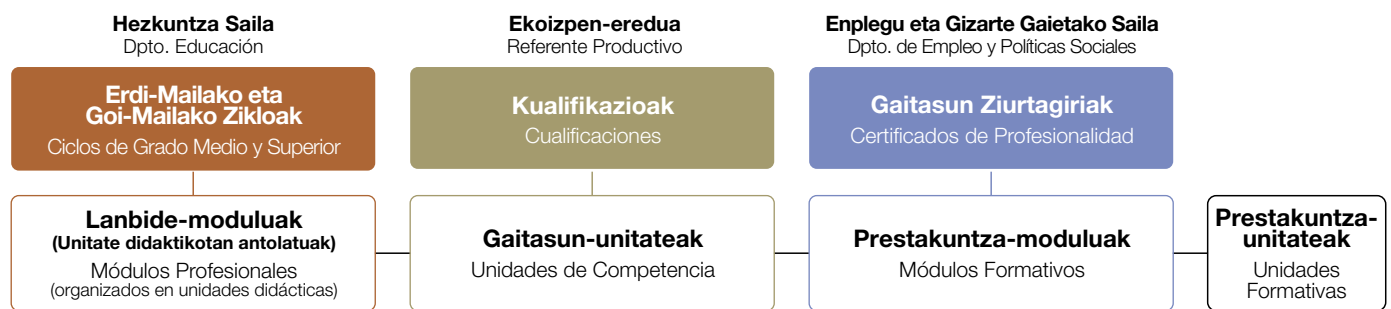 Hezkuntza Saila
Dpto. Educación
Ekoizpen-eredua
Referente Productivo
Enplegu eta Gizarte Gaietako Saila
Dpto. de Empleo y Políticas Sociales
Erdi-Mailako eta
Goi-Mailako Zikloak
Ciclos de Grado Medio y Superior
Kualifikazioak
Cualificaciones
Gaitasun Ziurtagiriak
Certificados de Profesionalidad
Lanbide-moduluak
(Unitate didaktikotan antolatuak)
Módulos Profesionales
(organizados en unidades didácticas)
Gaitasun-unitateak
Unidades de Competencia
Prestakuntza-moduluak
Módulos Formativos
Prestakuntza-
unitateak
Unidades
Formativas